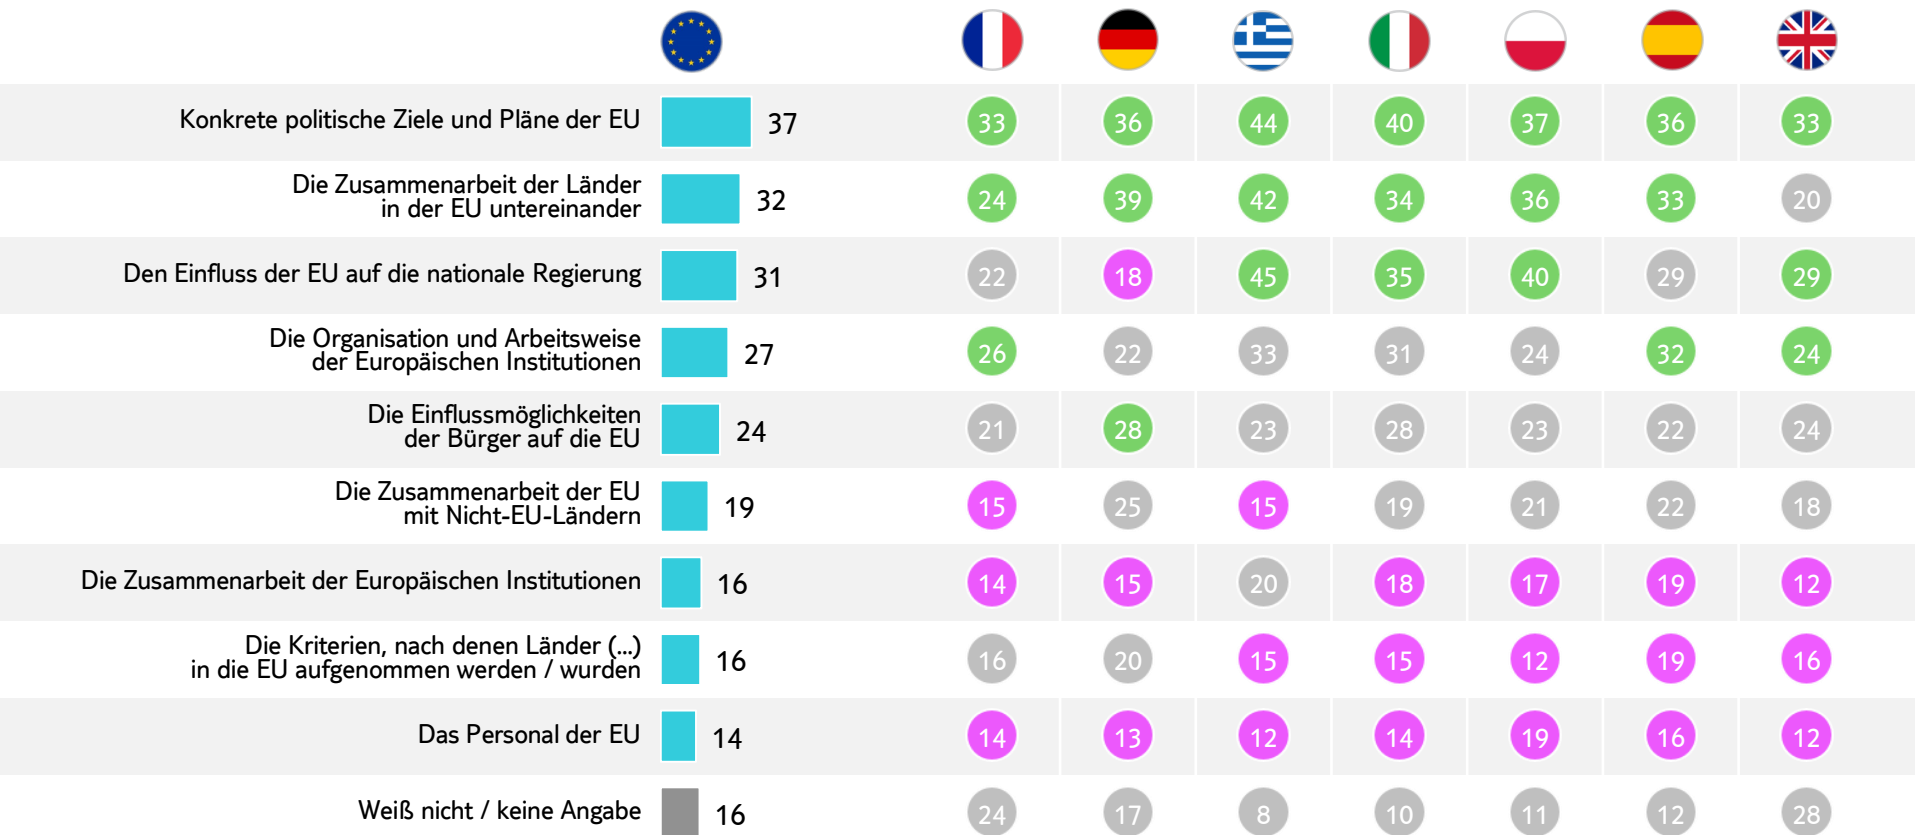 Konkrete politische Ziele und Pläne der EU 37 33 36 44 40 37 36 33
Die Zusammenarbeit der Länder
in der EU untereinander 32 24 39 42 34 36 33 20
Den Einfluss der EU auf die nationale Regierung 31 22 18 45 35 40 29 29
Die Organisation und Arbeitsweise
der Europäischen Institutionen 27 26 22 33 31 24 32 24
Die Einflussmöglichkeiten
der Bürger auf die EU 24 21 28 23 28 23 22 24
Die Zusammenarbeit der EU
mit Nicht-EU-Ländern 19 15 25 15 19 21 22 18
Die Zusammenarbeit der Europäischen Institutionen 16 14 15 20 18 17 19 12
Die Kriterien, nach denen Länder (...)
in die EU aufgenommen werden / wurden 16 16 20 15 15 12 19 16
Das Personal der EU 14 14 13 12 14 19 16 12
Weiß nicht / keine Angabe 16 24 17 8 10 11 12 28